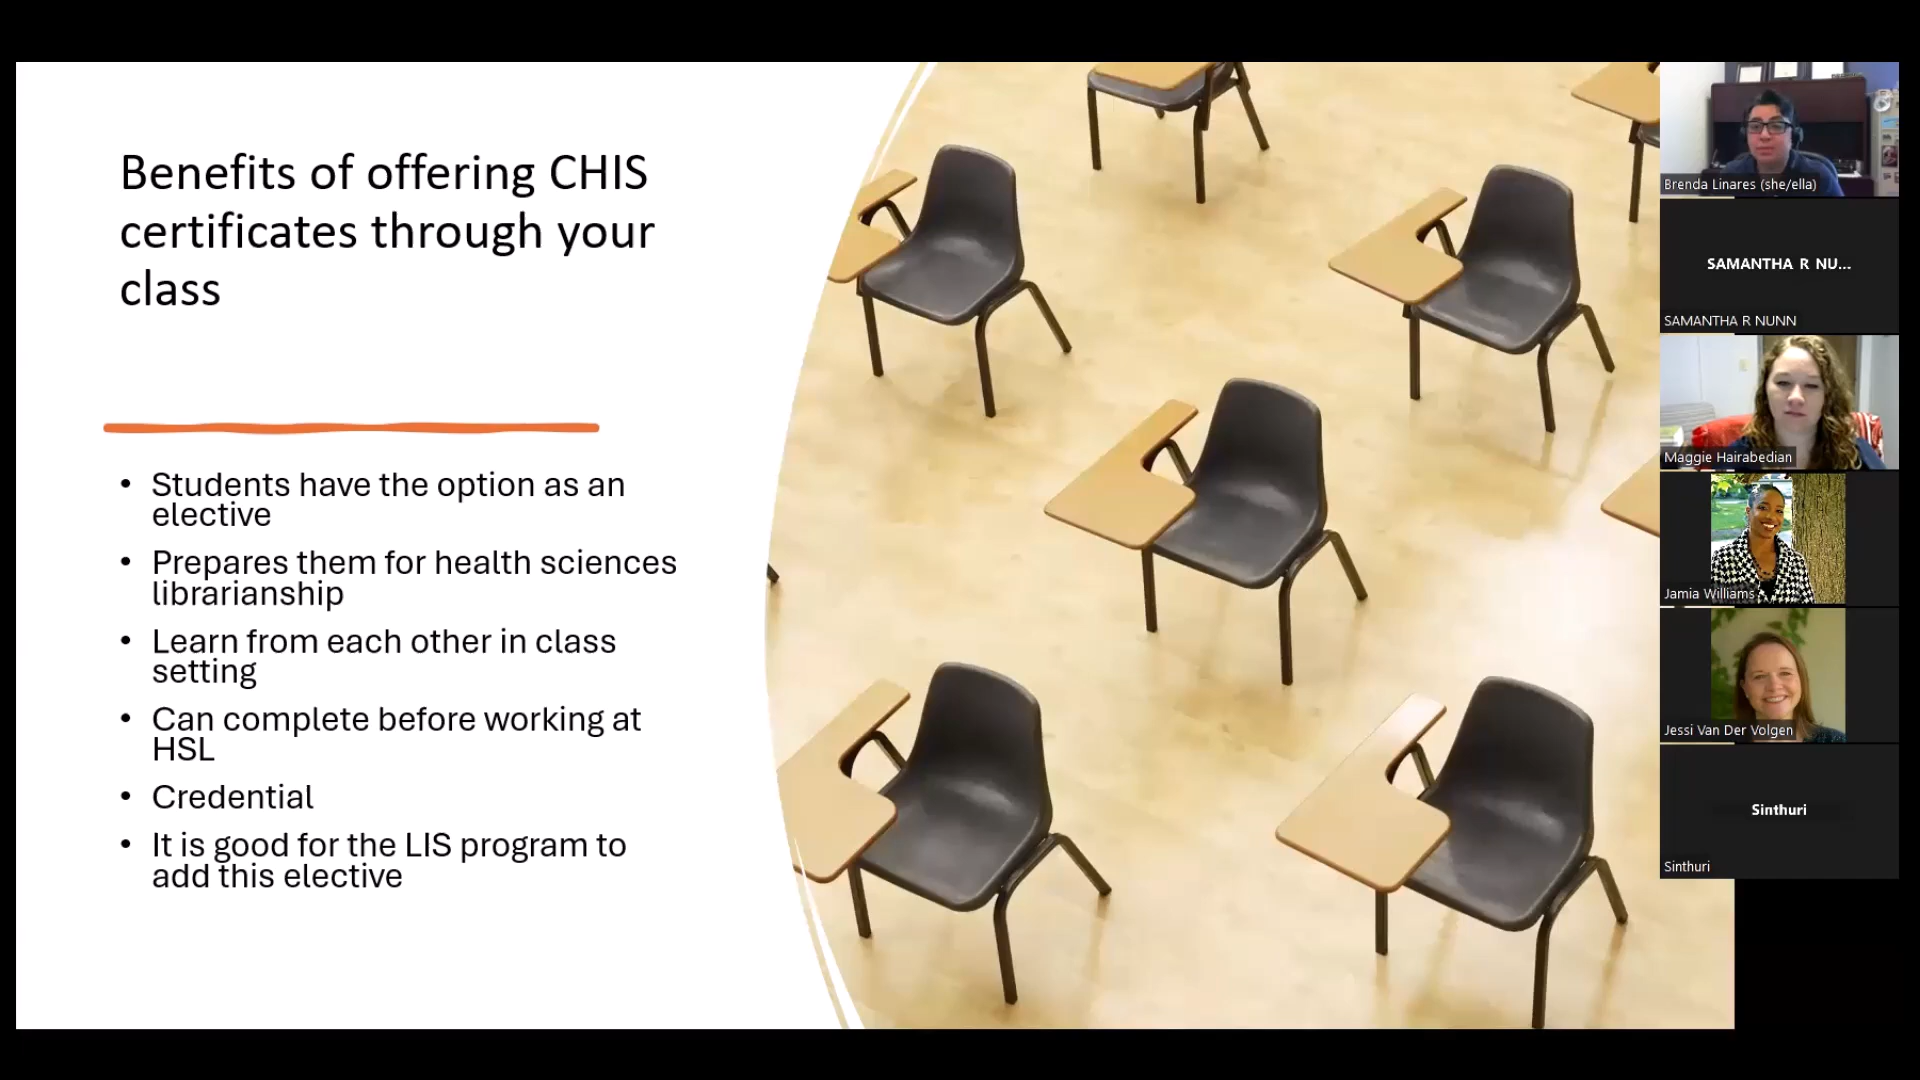 Benefits of offering CHIS
certificates through your
class
• Students have the option as an
elective
• Prepares them for health sciences
librarianship
• Learn from each other in class
setting
• Can complete before working at
HSL
• Credential
• It is good for the LIS program to
add this elective
Brenda Linares (she/ella)
SAMANTHA R NU...
SAMANTHA R NUNN
Maggie Hairabedian
Jamia Williams
Jessi Van Der Volgen
Sinthuri
Sinthuri